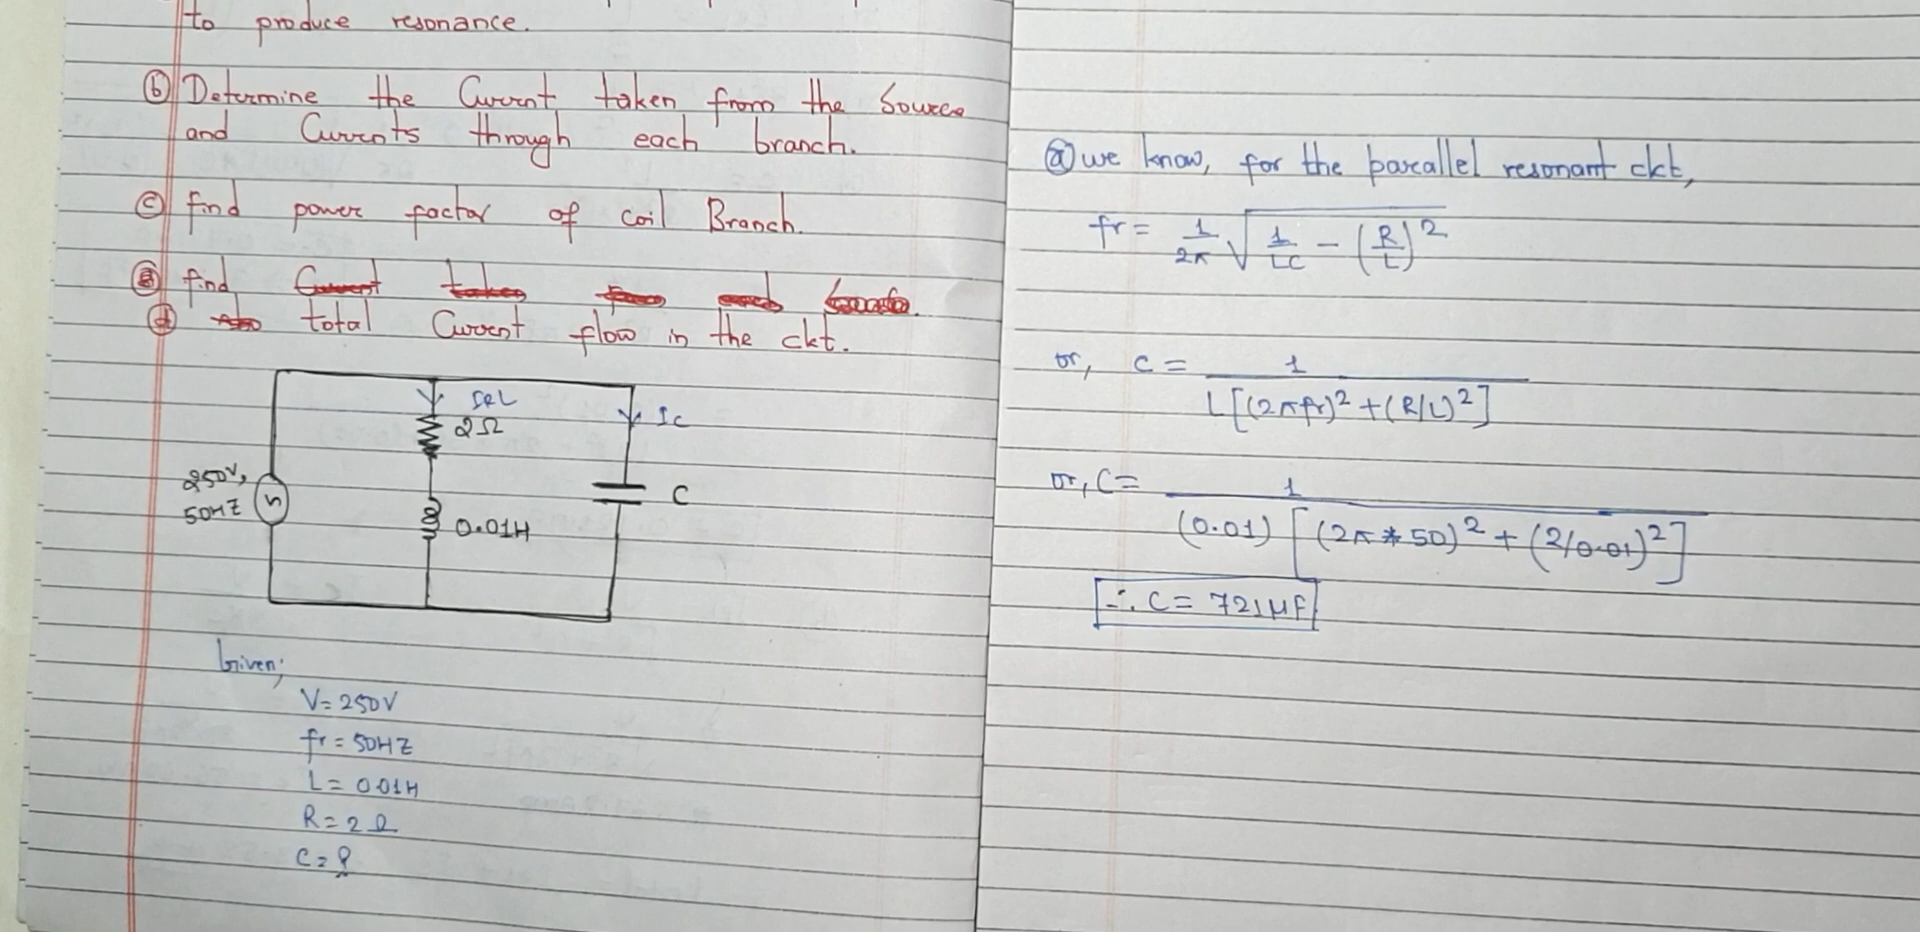 to produce resonance.
ⓑ Determine the Current taken from the Source
and Currents through each branch.
ⓒ find power factor of coil Branch.
find
ⓓ total Current flow in the ckt.
IRL
2Ω
Ic
250V,
50HZ
C
0.01H
Given;
V = 250V
fr = 50HZ
L = 0.01H
R = 2 Ω
C = ?
ⓐ we know, for the parallel resonant ckt,
fr = 1/2π √(1/LC - (R/L)²)
or, C = 1/L[(2πfr)² + (R/L)²]
or, C = 1/(0.01) [(2π * 50)² + (2/0.01)²]
∴ C = 721μF